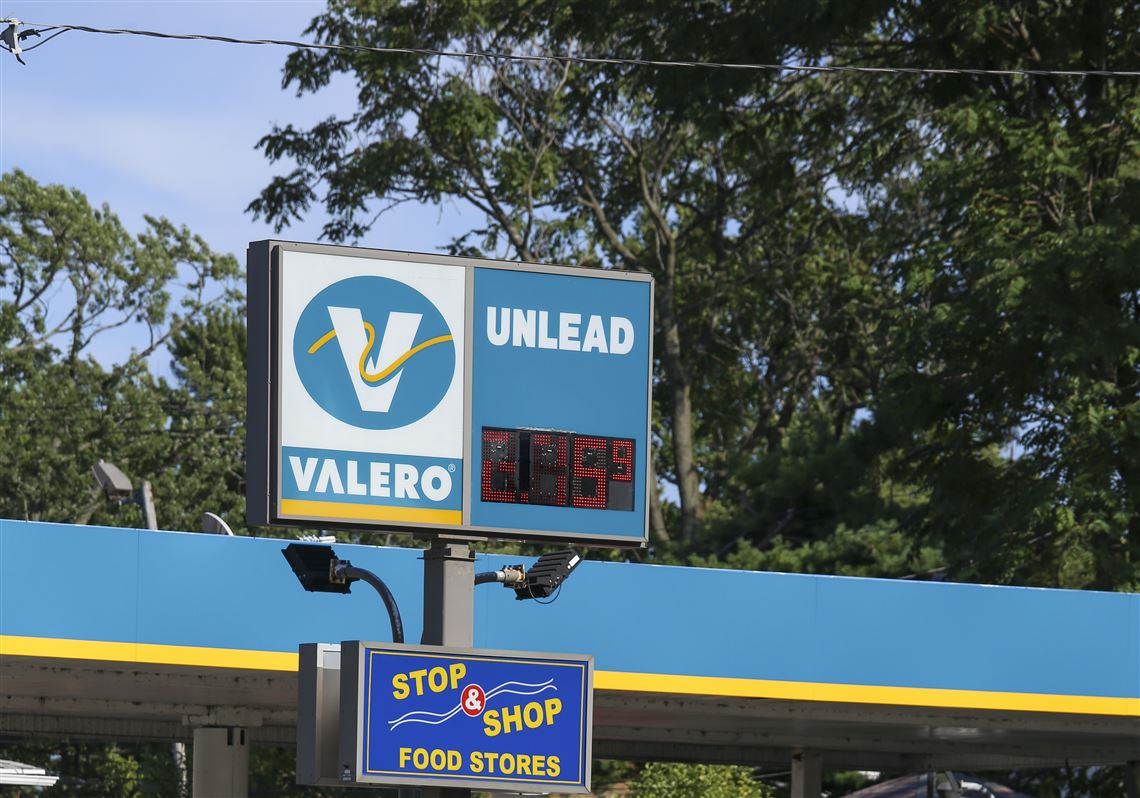 V
VALERO®
UNLEAD
STOP
&
SHOP
FOOD STORES